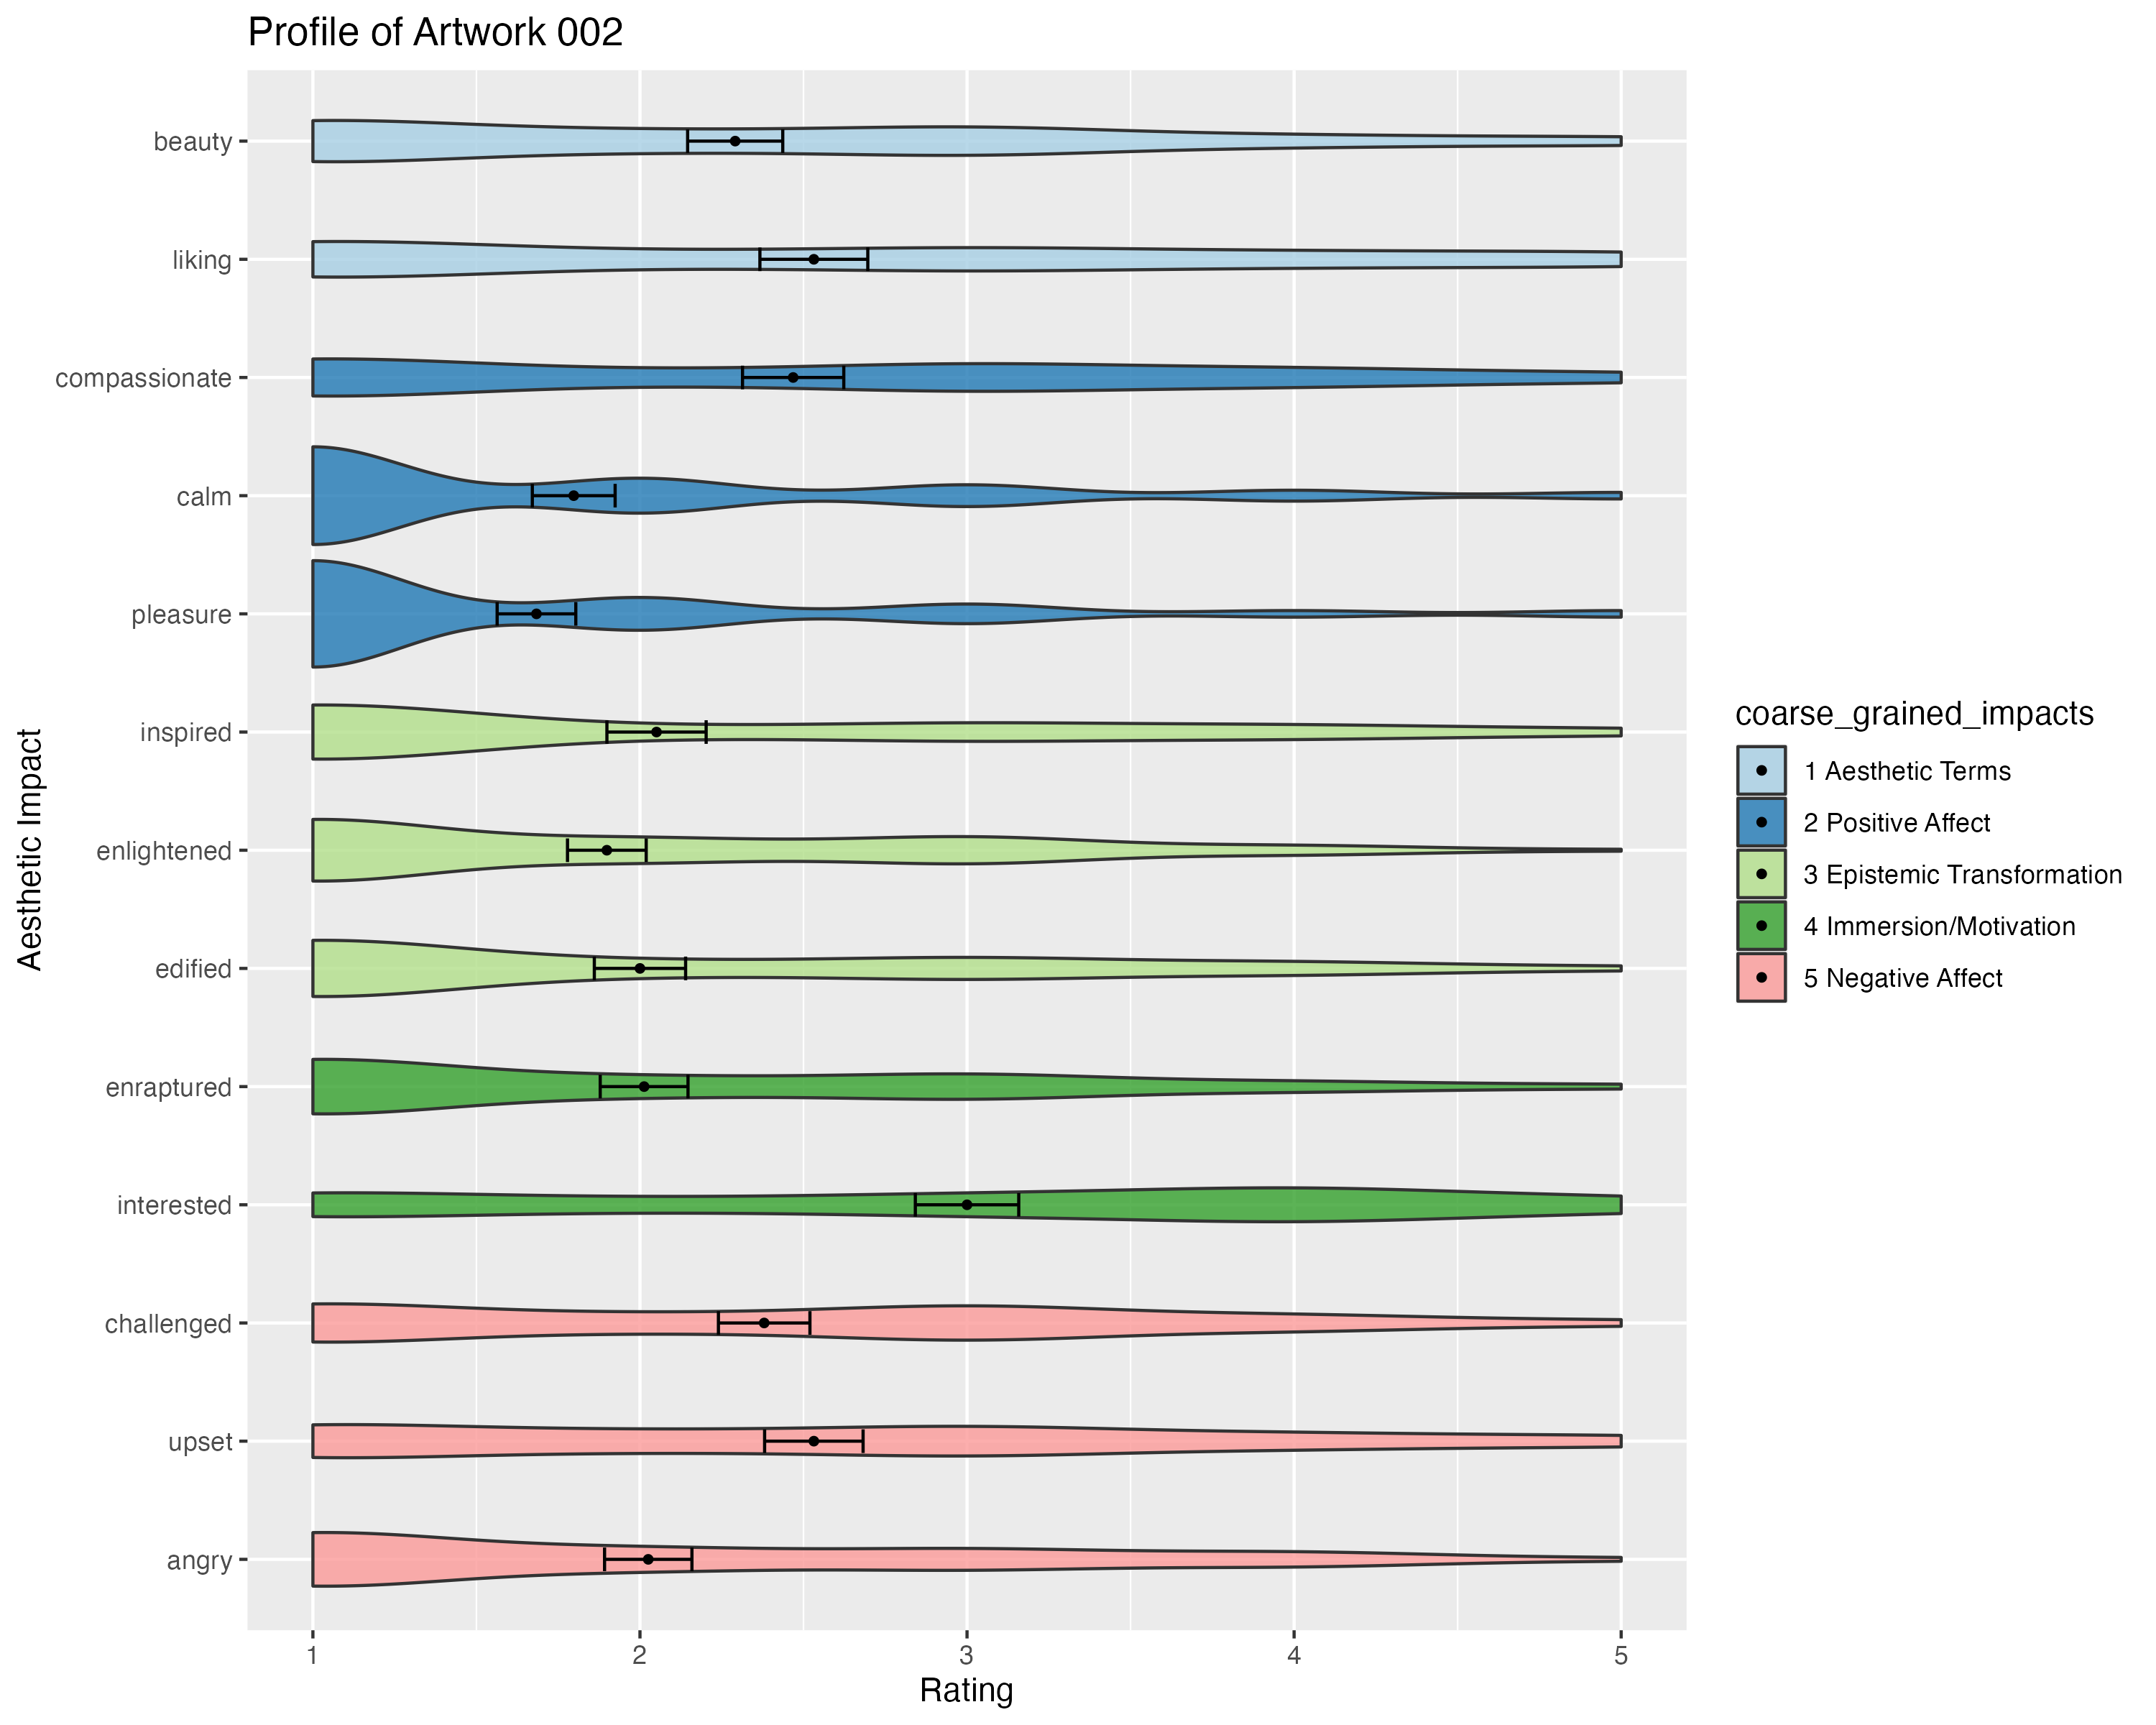 Profile of Artwork 002
beauty
liking
compassionate
calm
pleasure
inspired
enlightened
edified
enraptured
interested
challenged
upset
angry
Aesthetic Impact
1 2 3 4 5
Rating
coarse_grained_impacts
1 Aesthetic Terms
2 Positive Affect
3 Epistemic Transformation
4 Immersion/Motivation
5 Negative Affect